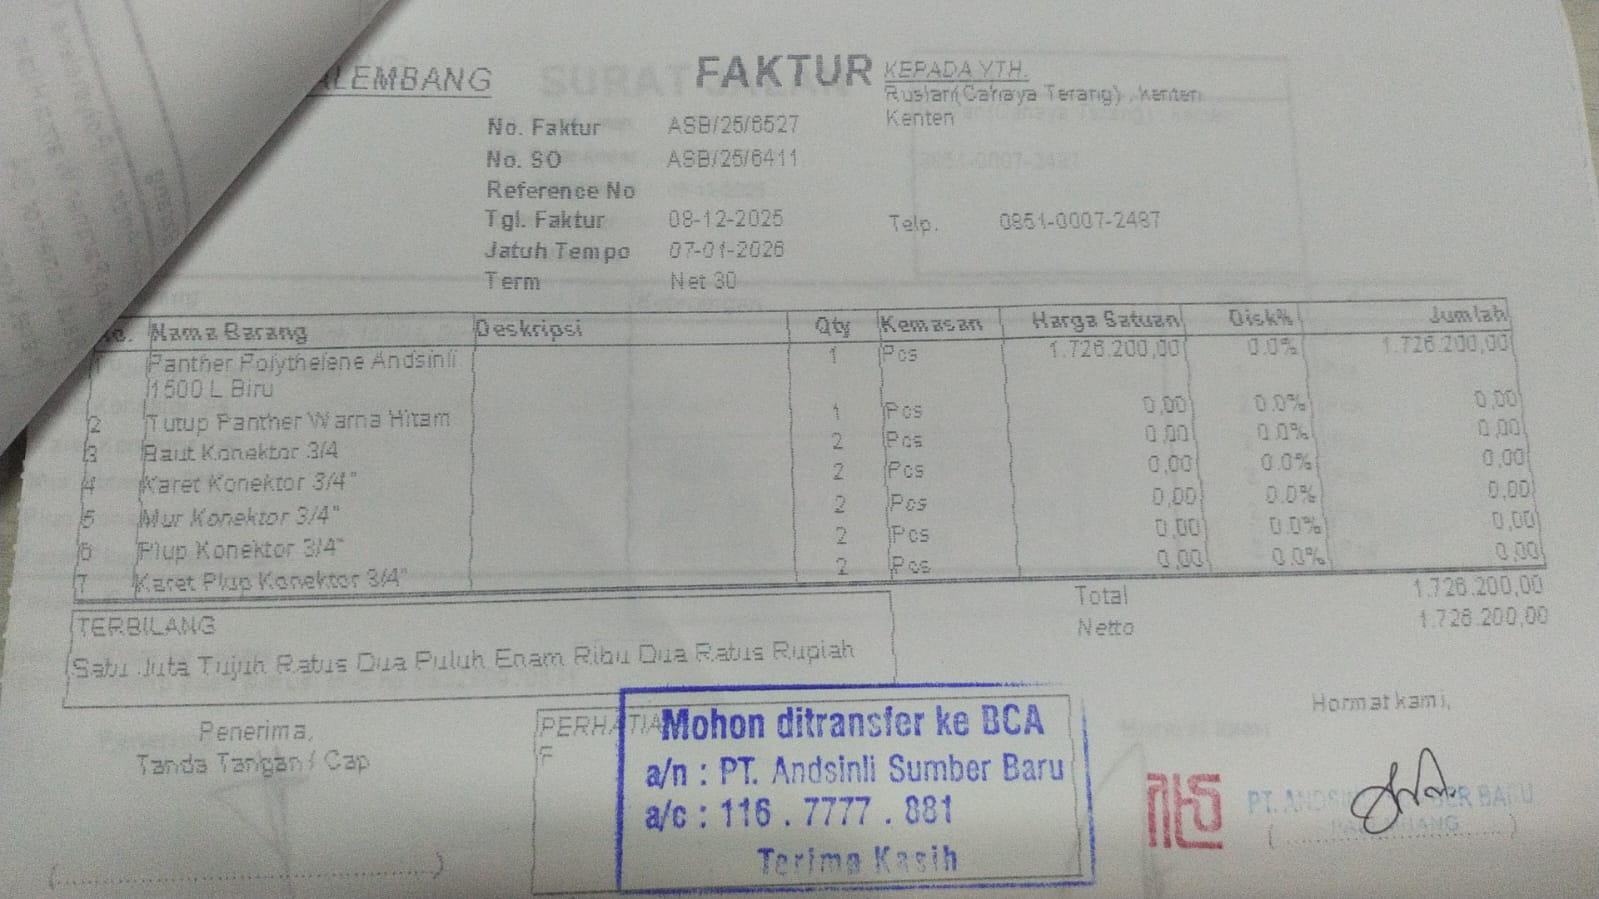 ALEMBANG
FAKTUR
KEPADA YTH.
Ruslan(Cahaya Terang) , kenten
Kenten
No. Faktur ASB/25/6527
No. SO ASB/25/6411
Reference No
Tgl. Faktur 08-12-2025
Telp. 0851-0007-2487
Jatuh Tempo 07-01-2026
Term Net 30
Nama Barang Deskripsi Qty Kemasan Harga Satuan Disk% Jumlah
1 Panther Polythelene Andsinli 1 Pcs 1.726.200,00 0.0% 1.726.200,00
1500 L Biru
2 Tutup Panther Warna Hitam 1 Pcs 0,00 0.0% 0,00
3 Baut Konektor 3/4 2 Pcs 0,00 0.0% 0,00
4 Karet Konektor 3/4" 2 Pcs 0,00 0.0% 0,00
5 Mur Konektor 3/4" 2 Pcs 0,00 0.0% 0,00
6 Plup Konektor 3/4" 2 Pcs 0,00 0.0% 0,00
7 Karet Plup Konektor 3/4" 2 Pcs 0,00 0.0% 0,00
Total 1.726.200,00
Netto 1.726.200,00
TERBILANG
Satu Juta Tujuh Ratus Dua Puluh Enam Ribu Dua Ratus Rupiah
Penerima,
Tanda Tangan / Cap
PERHATIA
F
Mohon ditransfer ke BCA
a/n : PT. Andsinli Sumber Baru
a/c : 116 . 7777 . 881
Terima Kasih
Hormat kami,
PT. ANDSIN BER BARU